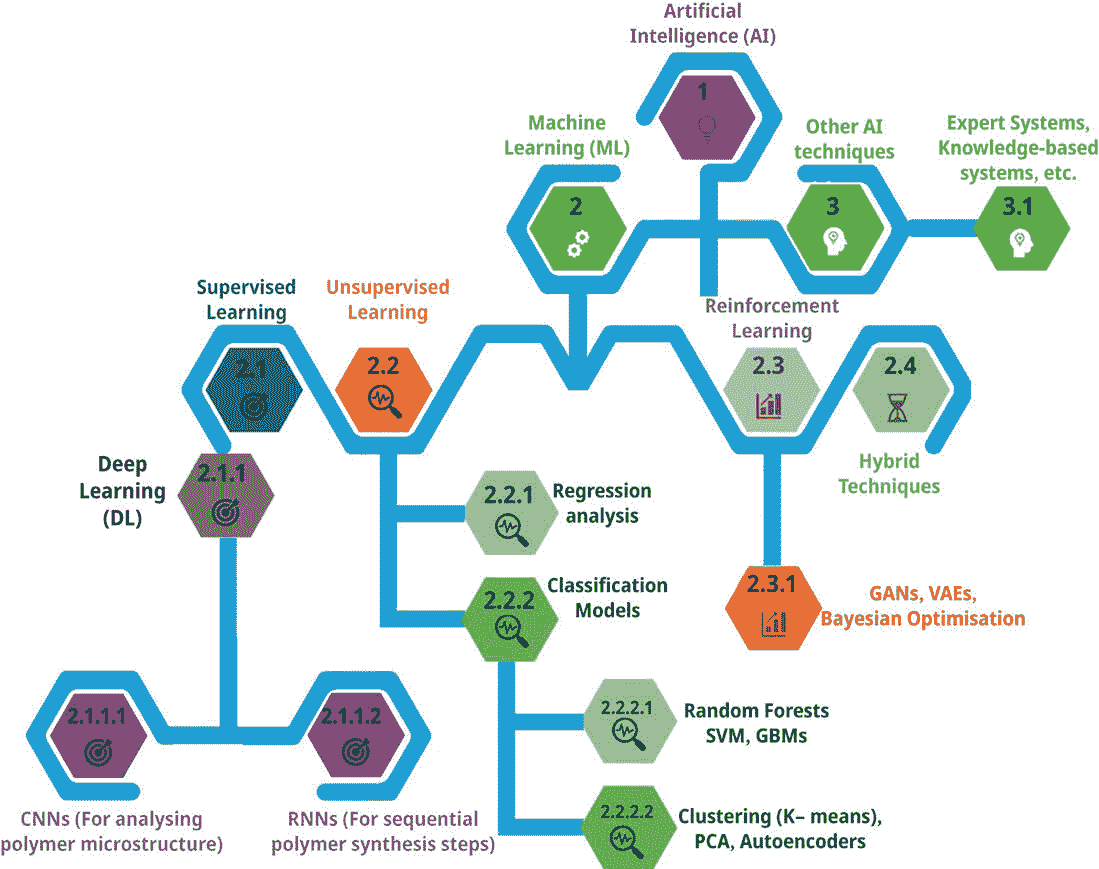 Artificial
Intelligence (AI)
1
Machine
Learning (ML)
2
Other AI
techniques
3
Expert Systems,
Knowledge-based
systems, etc.
3.1
Supervised
Learning
2.1
Unsupervised
Learning
2.2
Reinforcement
Learning
2.3
2.4
Hybrid
Techniques
Deep
Learning
(DL)
2.1.1
2.2.1
Regression
analysis
2.2.2
Classification
Models
2.3.1
GANs, VAEs,
Bayesian Optimisation
2.1.1.1
CNNs (For analysing
polymer microstructure)
2.1.1.2
RNNs (For sequential
polymer synthesis steps)
2.2.2.1
Random Forests
SVM, GBMs
2.2.2.2
Clustering (K– means),
PCA, Autoencoders